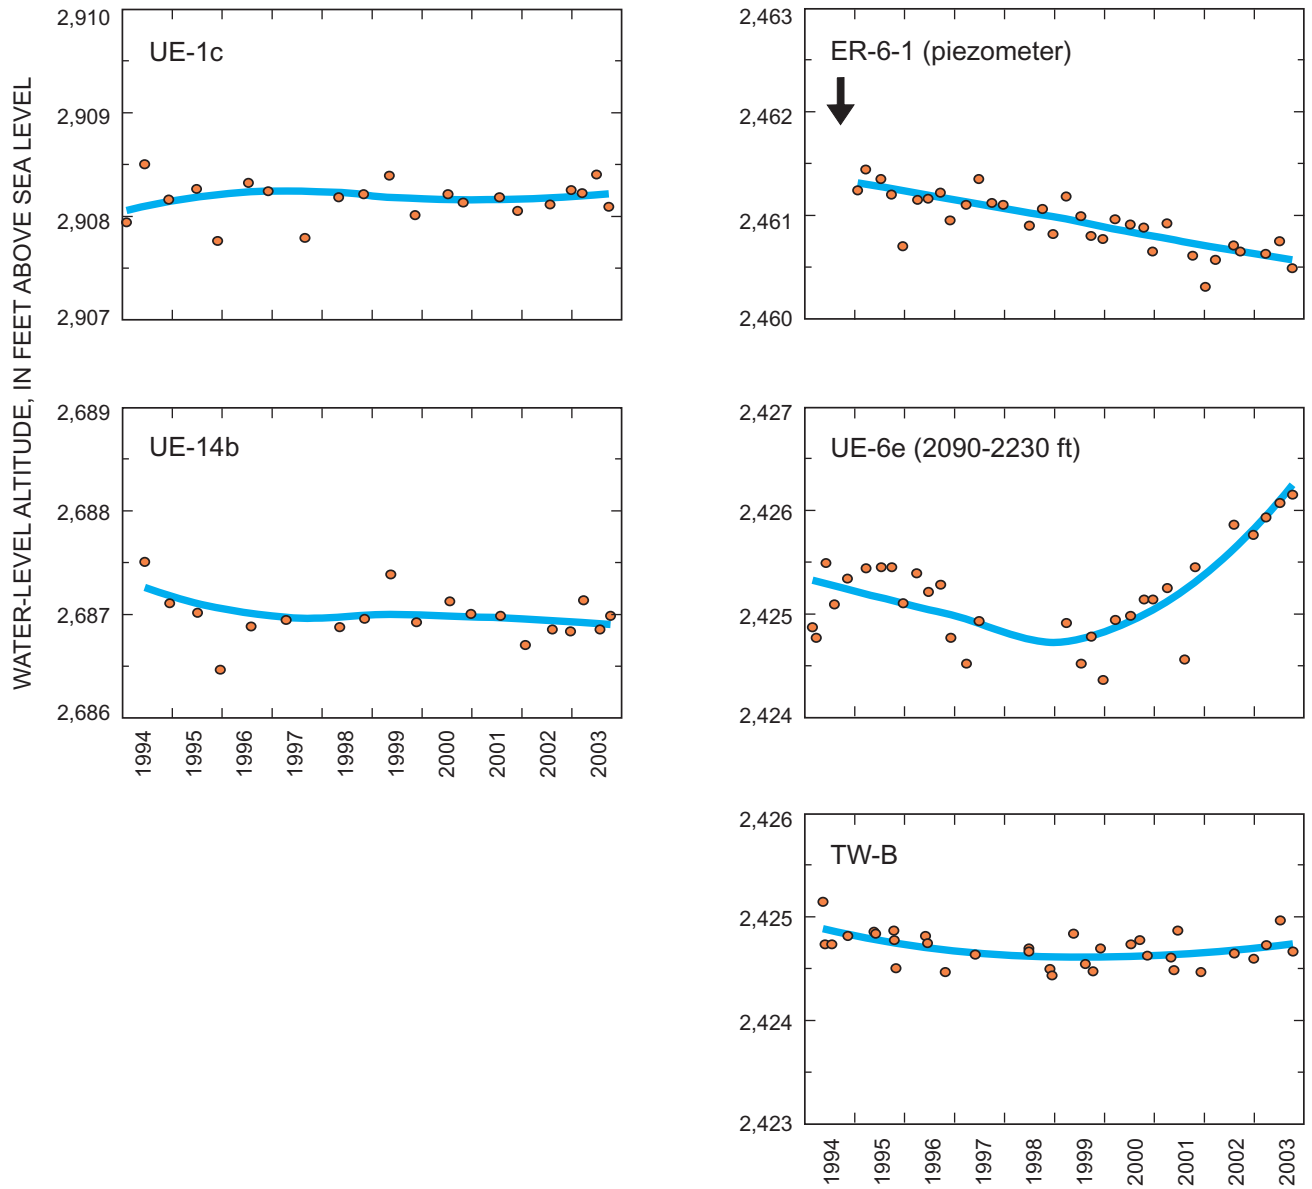 WATER-LEVEL ALTITUDE, IN FEET ABOVE SEA LEVEL
UE-1c
2,910
2,909
2,908
2,907
ER-6-1 (piezometer)
2,463
2,462
2,461
2,460
UE-14b
2,689
2,688
2,687
2,686
1994 1995 1996 1997 1998 1999 2000 2001 2002 2003
UE-6e (2090-2230 ft)
2,427
2,426
2,425
2,424
TW-B
2,426
2,425
2,424
2,423
1994 1995 1996 1997 1998 1999 2000 2001 2002 2003